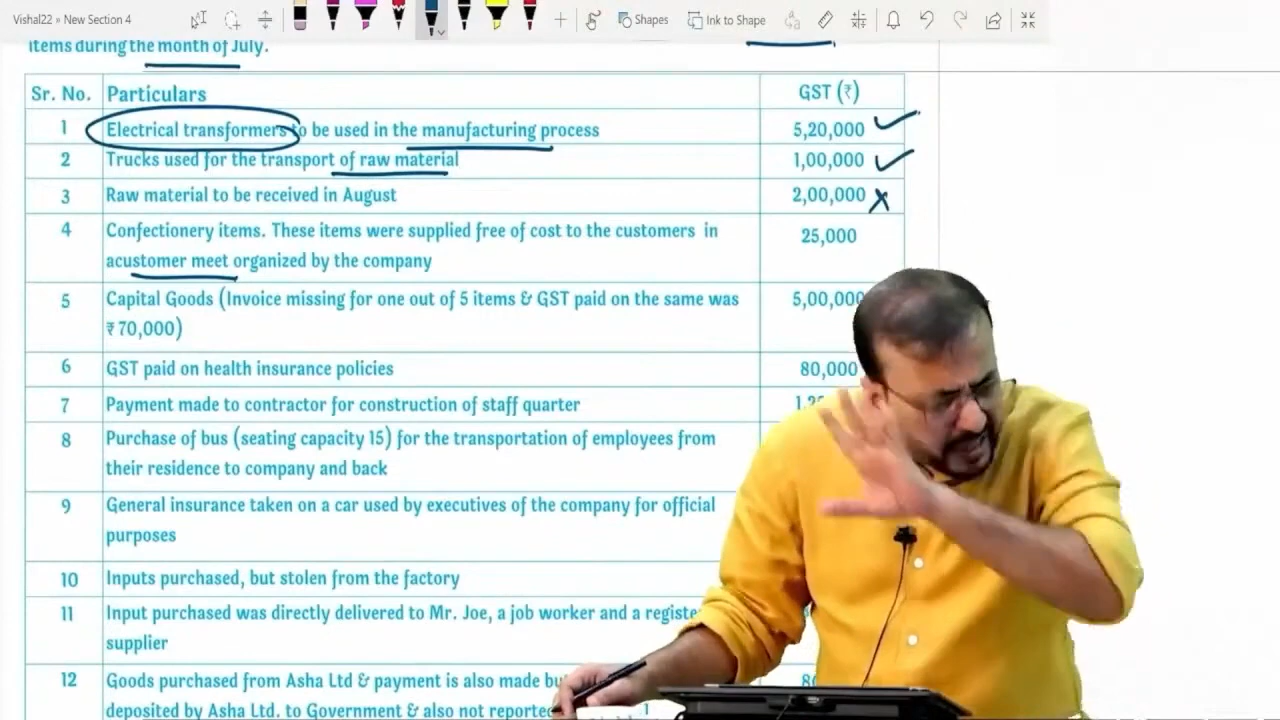 Vishal22 » New Section 4
Shapes
Ink to Shape
items during the month of July.
Sr. No. Particulars GST (₹)
1 Electrical transformers to be used in the manufacturing process 5,20,000
2 Trucks used for the transport of raw material 1,00,000
3 Raw material to be received in August 2,00,000
4 Confectionery items. These items were supplied free of cost to the customers in 25,000
acustomer meet organized by the company
5 Capital Goods (Invoice missing for one out of 5 items & GST paid on the same was 5,00,000
₹70,000)
6 GST paid on health insurance policies 80,000
7 Payment made to contractor for construction of staff quarter
8 Purchase of bus (seating capacity 15) for the transportation of employees from
their residence to company and back
9 General insurance taken on a car used by executives of the company for official
purposes
10 Inputs purchased, but stolen from the factory
11 Input purchased was directly delivered to Mr. Joe, a job worker and a
supplier
12 Goods purchased from Asha Ltd & payment is also made
deposited by Asha Ltd. to Government & also not